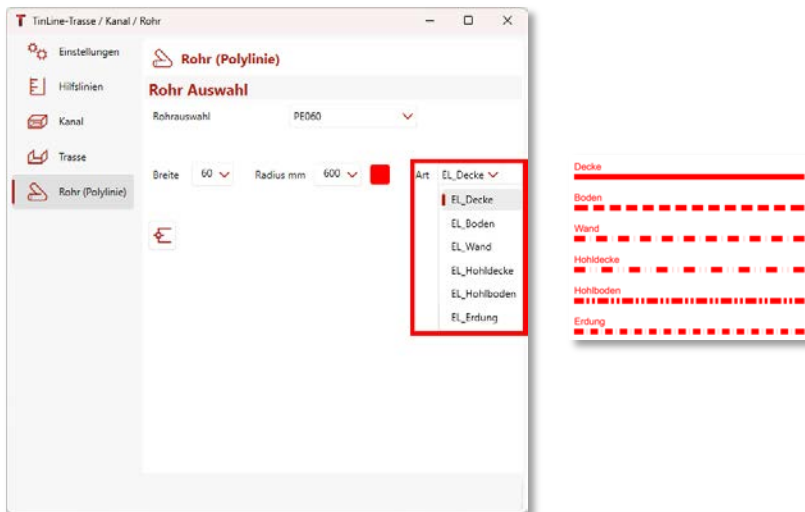 TinLine-Trasse / Kanal / Rohr
Einstellungen
Hilfslinien
Kanal
Trasse
Rohr (Polylinie)
Rohr (Polylinie)
Rohr Auswahl
Rohrauswahl PE060
Breite 60 Radius mm 600 Art EL_Decke
EL_Decke
EL_Boden
EL_Wand
EL_Hohldecke
EL_Hohlboden
EL_Erdung
Decke
Boden
Wand
Hohldecke
Hohlboden
Erdung